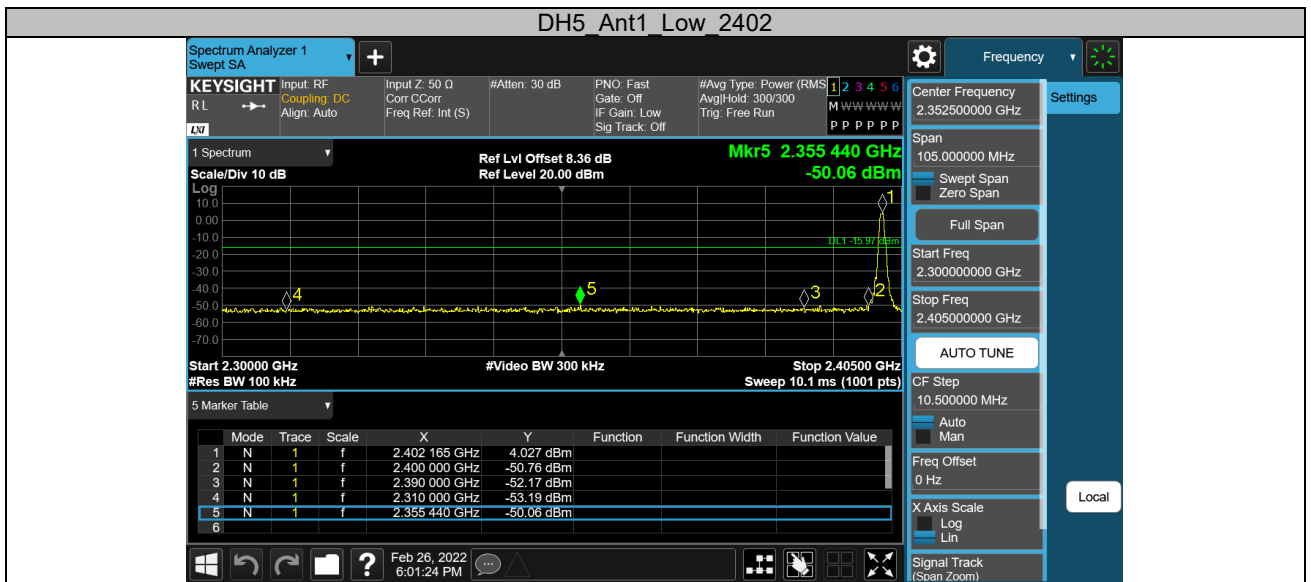 DH5_Ant1_Low_2402
Spectrum Analyzer 1
Swept SA
+
Frequency
KEYSIGHT
R L
LXI
Input: RF
Coupling: DC
Align: Auto
Input Z: 50 Ω
Corr CCorr
Freq Ref: Int (S)
#Atten: 30 dB
PNO: Fast
Gate: Off
IF Gain: Low
Sig Track: Off
#Avg Type: Power (RMS
Avg|Hold: 300/300
Trig: Free Run
1 2 3 4 5 6
M W W W W W
P P P P P P
1 Spectrum
Scale/Div 10 dB
Ref Lvl Offset 8.36 dB
Ref Level 20.00 dBm
Mkr5 2.355 440 GHz
-50.06 dBm
Log
10.0
0.00
-10.0
-20.0
-30.0
-40.0
-50.0
-60.0
-70.0
1
DL1 -15.97 dBm
4
5
3
2
Start 2.30000 GHz
#Video BW 300 kHz
Stop 2.40500 GHz
#Res BW 100 kHz
Sweep 10.1 ms (1001 pts)
5 Marker Table
Mode Trace Scale X Y Function Function Width Function Value
1 N 1 f 2.402 165 GHz 4.027 dBm
2 N 1 f 2.400 000 GHz -50.76 dBm
3 N 1 f 2.390 000 GHz -52.17 dBm
4 N 1 f 2.310 000 GHz -53.19 dBm
5 N 1 f 2.355 440 GHz -50.06 dBm
6
Center Frequency
2.352500000 GHz
Span
105.000000 MHz
Swept Span
Zero Span
Full Span
Start Freq
2.300000000 GHz
Stop Freq
2.405000000 GHz
AUTO TUNE
CF Step
10.500000 MHz
Auto
Man
Freq Offset
0 Hz
X Axis Scale
Log
Lin
Signal Track
(Span Zoom)
Settings
Local
?
Feb 26, 2022
6:01:24 PM